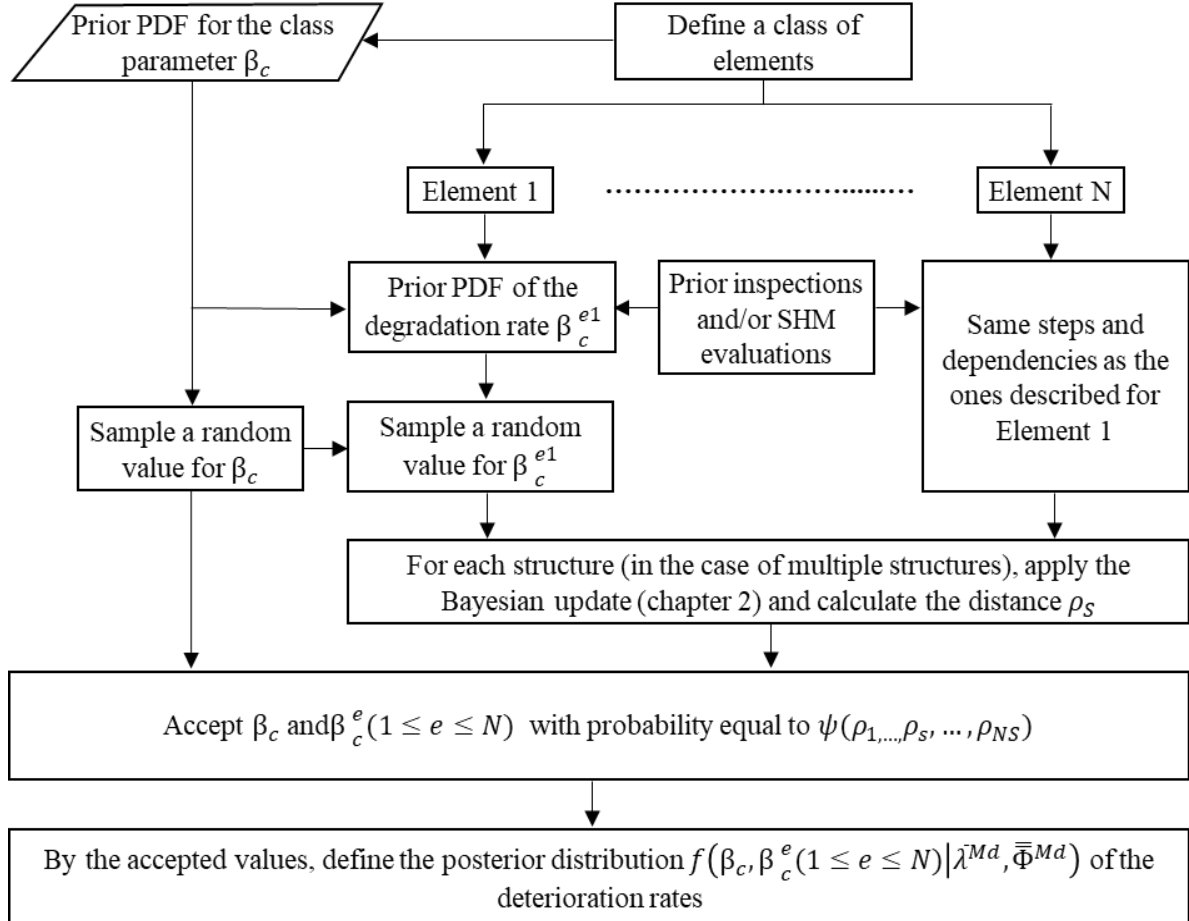 Prior PDF for the class
parameter β_c
Define a class of
elements
Element 1
……………….…….......…
Element N
Prior PDF of the
degradation rate β_c^{e1}
Prior inspections
and/or SHM
evaluations
Same steps and
dependencies as the
ones described for
Element 1
Sample a random
value for β_c
Sample a random
value for β_c^{e1}
For each structure (in the case of multiple structures), apply the
Bayesian update (chapter 2) and calculate the distance ρ_S
Accept β_c andβ_c^e(1 ≤ e ≤ N) with probability equal to ψ(ρ_{1,…,}ρ_s, … , ρ_{NS})
By the accepted values, define the posterior distribution f(β_c, β_c^e(1 ≤ e ≤ N)|λ̄^{Md}, Φ̿^{Md}) of the
deterioration rates